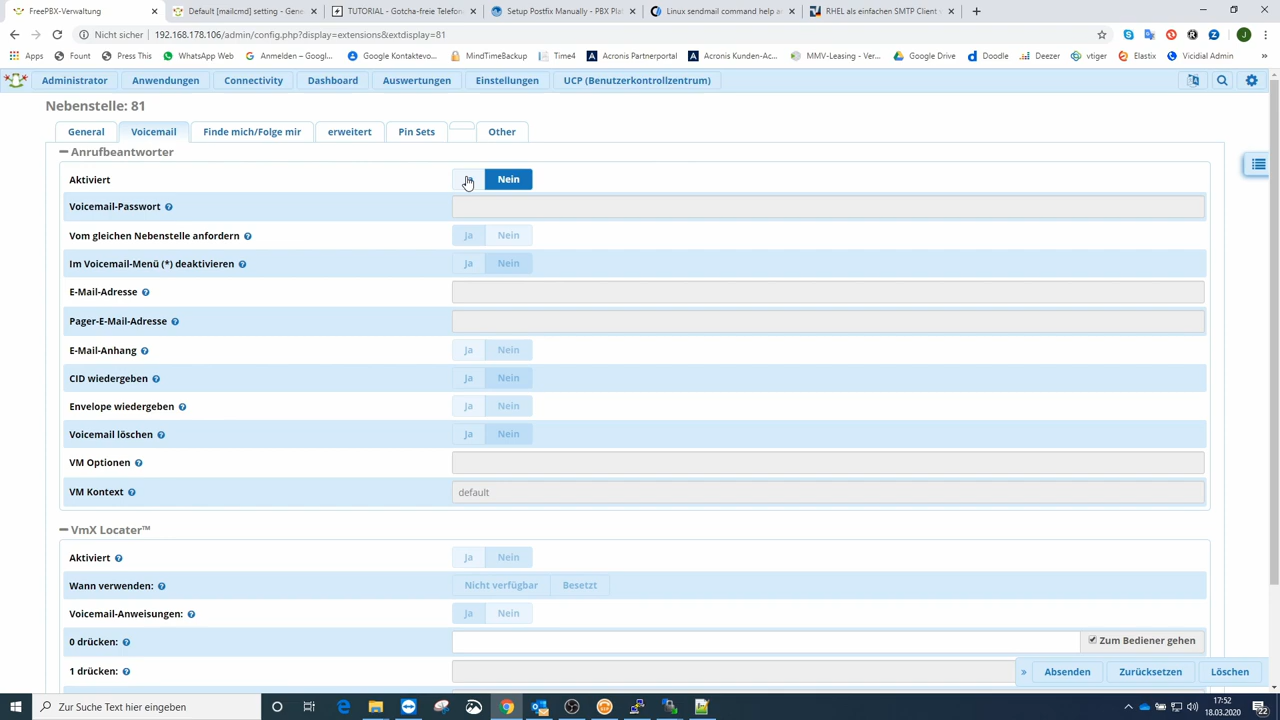 FreePBX-Verwaltung
Default [mailcmd] setting - Gene
TUTORIAL - Gotcha-freie Telefon
Setup Postfix Manually - PBX Pla
Linux sendmail command help a
RHEL als einfachen SMTP Client s
Nicht sicher 192.168.178.106/admin/config.php?display=extensions&extdisplay=81
Apps Fount Press This WhatsApp Web Anmelden – Googl... Google Kontaktevo... MindTimeBackup Time4 Acronis Partnerportal Acronis Kunden-Ac... MMV-Leasing - Ver... Google Drive Doodle Deezer vtiger Elastix Vicidial Admin »
Administrator Anwendungen Connectivity Dashboard Auswertungen Einstellungen UCP (Benutzerkontrollzentrum)
Nebenstelle: 81
General Voicemail Finde mich/Folge mir erweitert Pin Sets Other
Anrufbeantworter
Aktiviert Nein
Voicemail-Passwort
Vom gleichen Nebenstelle anfordern Ja Nein
Im Voicemail-Menü (*) deaktivieren Ja Nein
E-Mail-Adresse
Pager-E-Mail-Adresse
E-Mail-Anhang Ja Nein
CID wiedergeben Ja Nein
Envelope wiedergeben Ja Nein
Voicemail löschen Ja Nein
VM Optionen
VM Kontext default
VmX Locater™
Aktiviert Ja Nein
Wann verwenden: Nicht verfügbar Besetzt
Voicemail-Anweisungen: Ja Nein
0 drücken: Zum Bediener gehen
1 drücken:
» Absenden Zurücksetzen Löschen
Zur Suche Text hier eingeben
17:52
18.03.2020
22